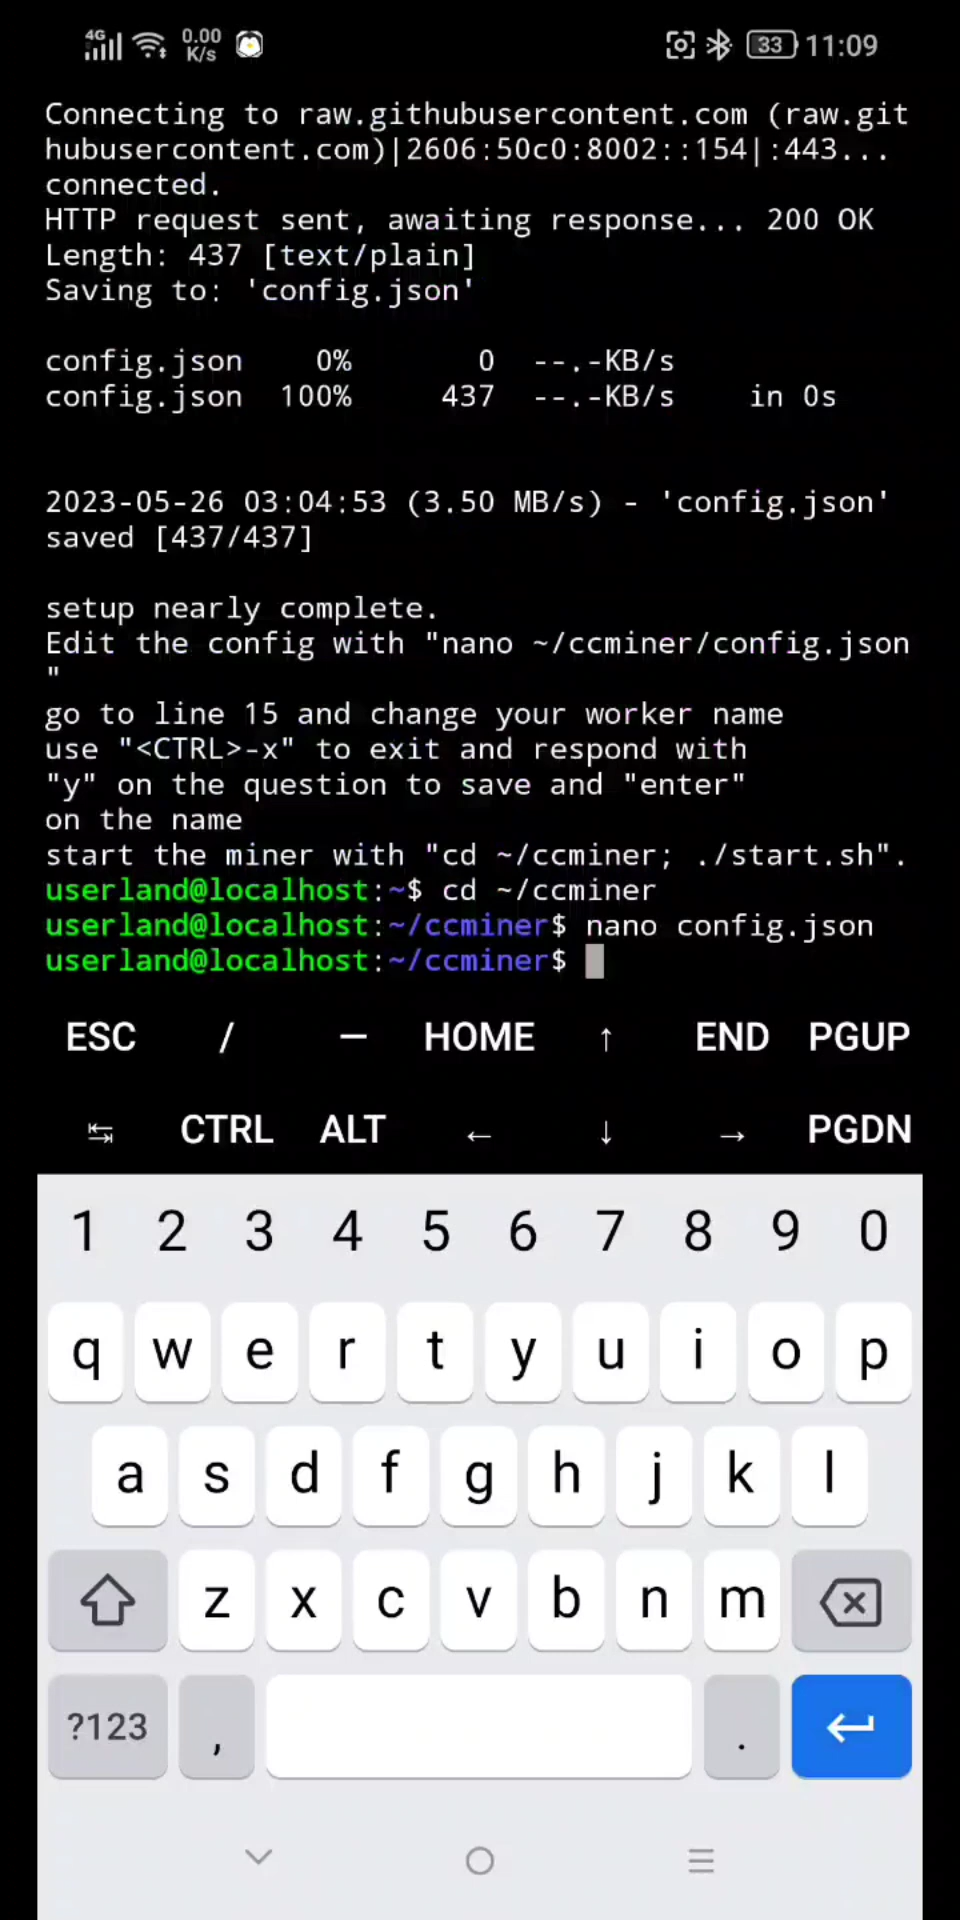 4G 0.00 K/s 33 11:09
Connecting to raw.githubusercontent.com (raw.git
hubusercontent.com)|2606:50c0:8002::154|:443...
connected.
HTTP request sent, awaiting response... 200 OK
Length: 437 [text/plain]
Saving to: 'config.json'
config.json 0% 0 --.-KB/s
config.json 100% 437 --.-KB/s in 0s
2023-05-26 03:04:53 (3.50 MB/s) - 'config.json'
saved [437/437]
setup nearly complete.
Edit the config with "nano ~/ccminer/config.json
"
go to line 15 and change your worker name
use "<CTRL>-x" to exit and respond with
"y" on the question to save and "enter"
on the name
start the miner with "cd ~/ccminer; ./start.sh".
userland@localhost:~$ cd ~/ccminer
userland@localhost:~/ccminer$ nano config.json
userland@localhost:~/ccminer$
ESC / — HOME ↑ END PGUP
↹ CTRL ALT ← ↓ → PGDN
1 2 3 4 5 6 7 8 9 0
q w e r t y u i o p
a s d f g h j k l
z x c v b n m
?123 , .